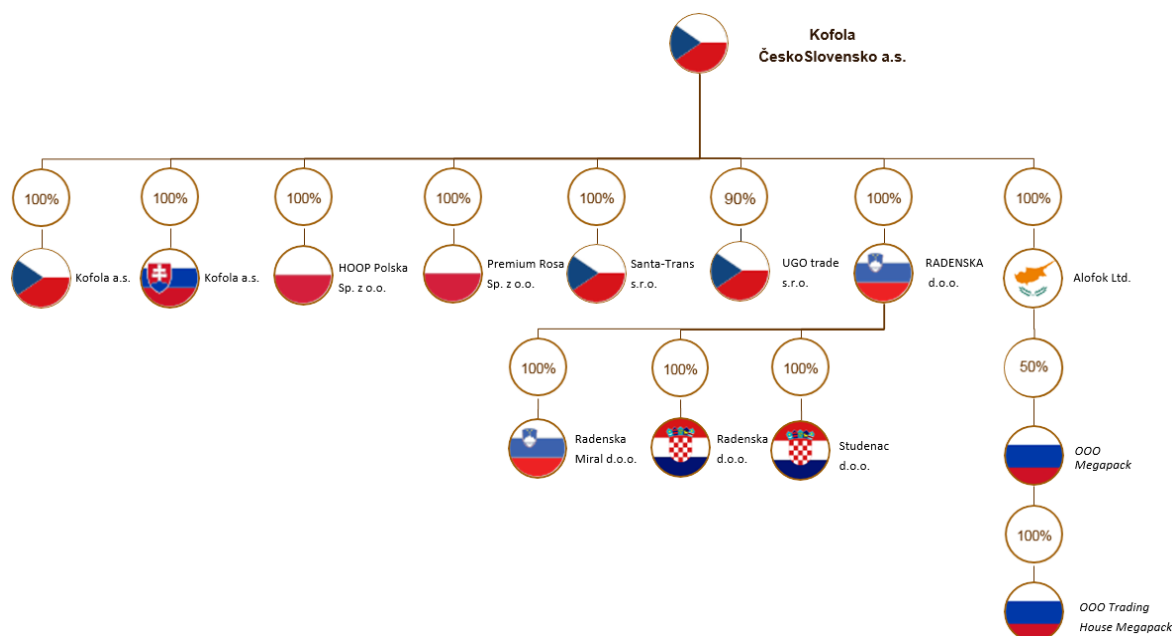 Kofola
ČeskoSlovensko a.s.
100%
100%
100%
100%
100%
90%
100%
100%
Kofola a.s.
Kofola a.s.
HOOP Polska
Sp. z o.o.
Premium Rosa
Sp. z o.o.
Santa-Trans
s.r.o.
UGO trade
s.r.o.
RADENSKA
d.o.o.
Alofok Ltd.
100%
100%
100%
50%
Radenska
Miral d.o.o.
Radenska
d.o.o.
Studenac
d.o.o.
OOO
Megapack
100%
OOO Trading
House Megapack